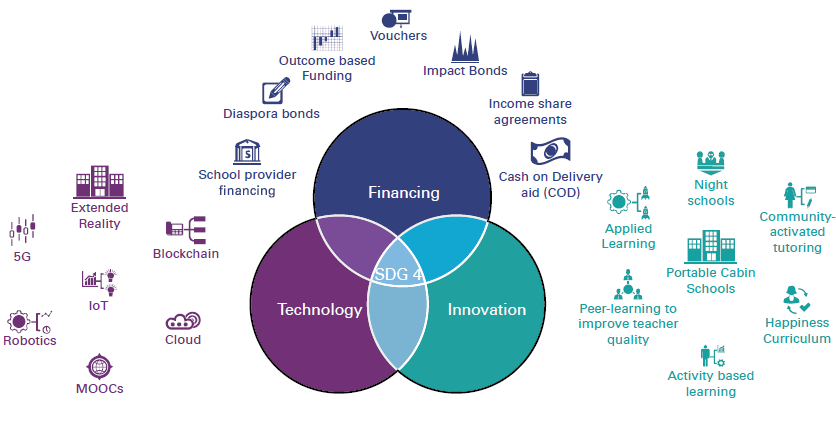 Vouchers
Outcome based
Funding
Impact Bonds
Diaspora bonds
Income share
agreements
School provider
financing
Cash on Delivery
aid (COD)
Financing
SDG 4
Technology
Innovation
Extended
Reality
5G
Blockchain
IoT
Robotics
Cloud
MOOCs
Night
schools
Applied
Learning
Community-
activated
tutoring
Portable Cabin
Schools
Peer-learning to
improve teacher
quality
Happiness
Curriculum
Activity based
learning